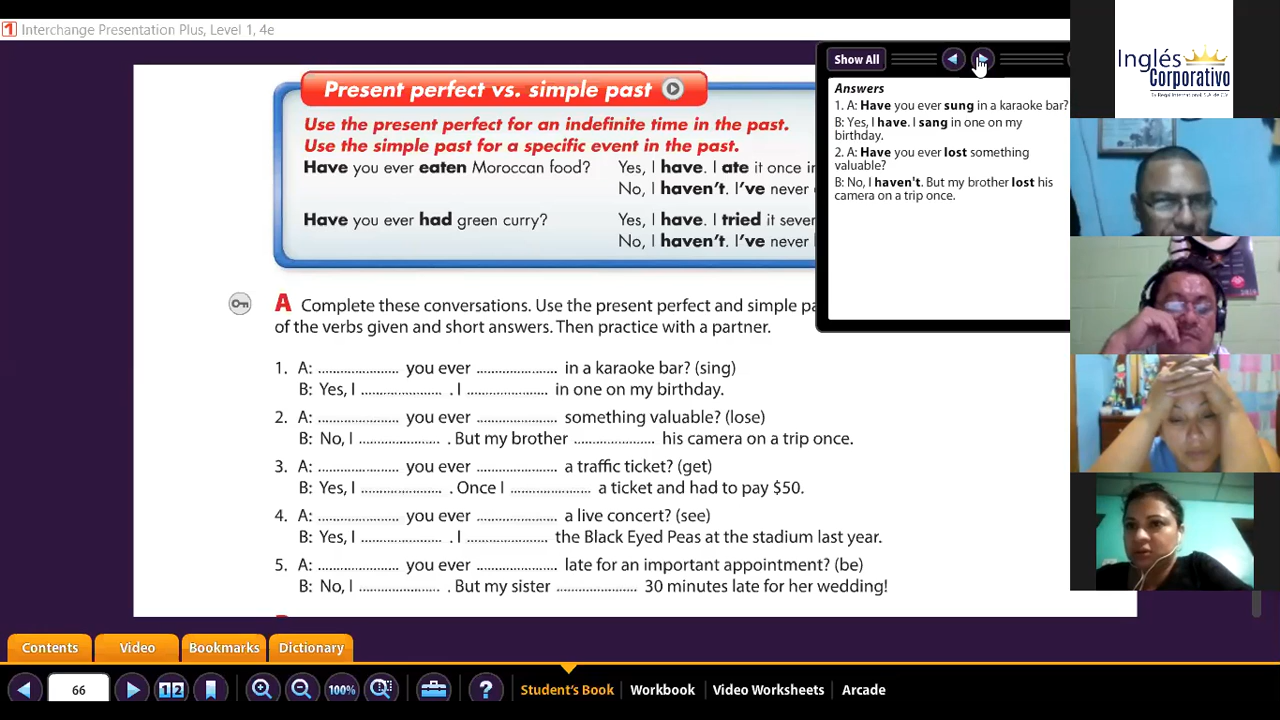 Interchange Presentation Plus, Level 1, 4e
Present perfect vs. simple past
Use the present perfect for an indefinite time in the past.
Use the simple past for a specific event in the past.
Have you ever eaten Moroccan food? Yes, I have. I ate it once in
No, I haven't. I've never
Have you ever had green curry? Yes, I have. I tried it sever
No, I haven't. I've never
A Complete these conversations. Use the present perfect and simple pa
of the verbs given and short answers. Then practice with a partner.
1. A: ..................... you ever ..................... in a karaoke bar? (sing)
B: Yes, I ..................... . I ..................... in one on my birthday.
2. A: ..................... you ever ..................... something valuable? (lose)
B: No, I ..................... . But my brother ..................... his camera on a trip once.
3. A: ..................... you ever ..................... a traffic ticket? (get)
B: Yes, I ..................... . Once I ..................... a ticket and had to pay $50.
4. A: ..................... you ever ..................... a live concert? (see)
B: Yes, I ..................... . I ..................... the Black Eyed Peas at the stadium last year.
5. A: ..................... you ever ..................... late for an important appointment? (be)
B: No, I ..................... . But my sister ..................... 30 minutes late for her wedding!
Show All
Answers
1. A: Have you ever sung in a karaoke bar?
B: Yes, I have. I sang in one on my
birthday.
2. A: Have you ever lost something
valuable?
B: No, I haven't. But my brother lost his
camera on a trip once.
Inglés
Corporativo
Contents Video Bookmarks Dictionary
66 12 100% ? Student's Book Workbook Video Worksheets Arcade